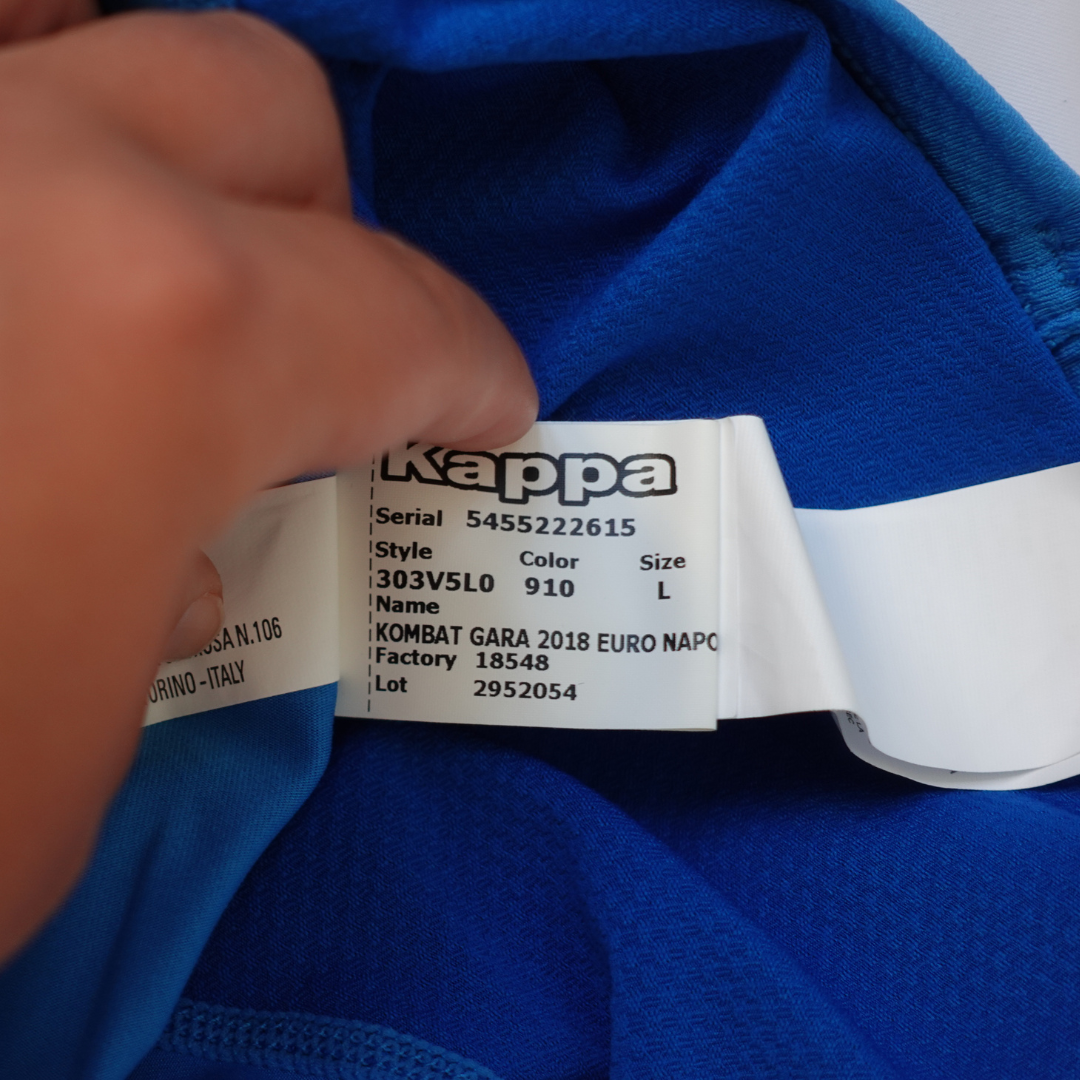 Kappa
Serial 5455222615
Style Color Size
303V5L0 910 L
Name
KOMBAT GARA 2018 EURO NAPO
Factory 18548
Lot 2952054
N.106
ORINO - ITALY